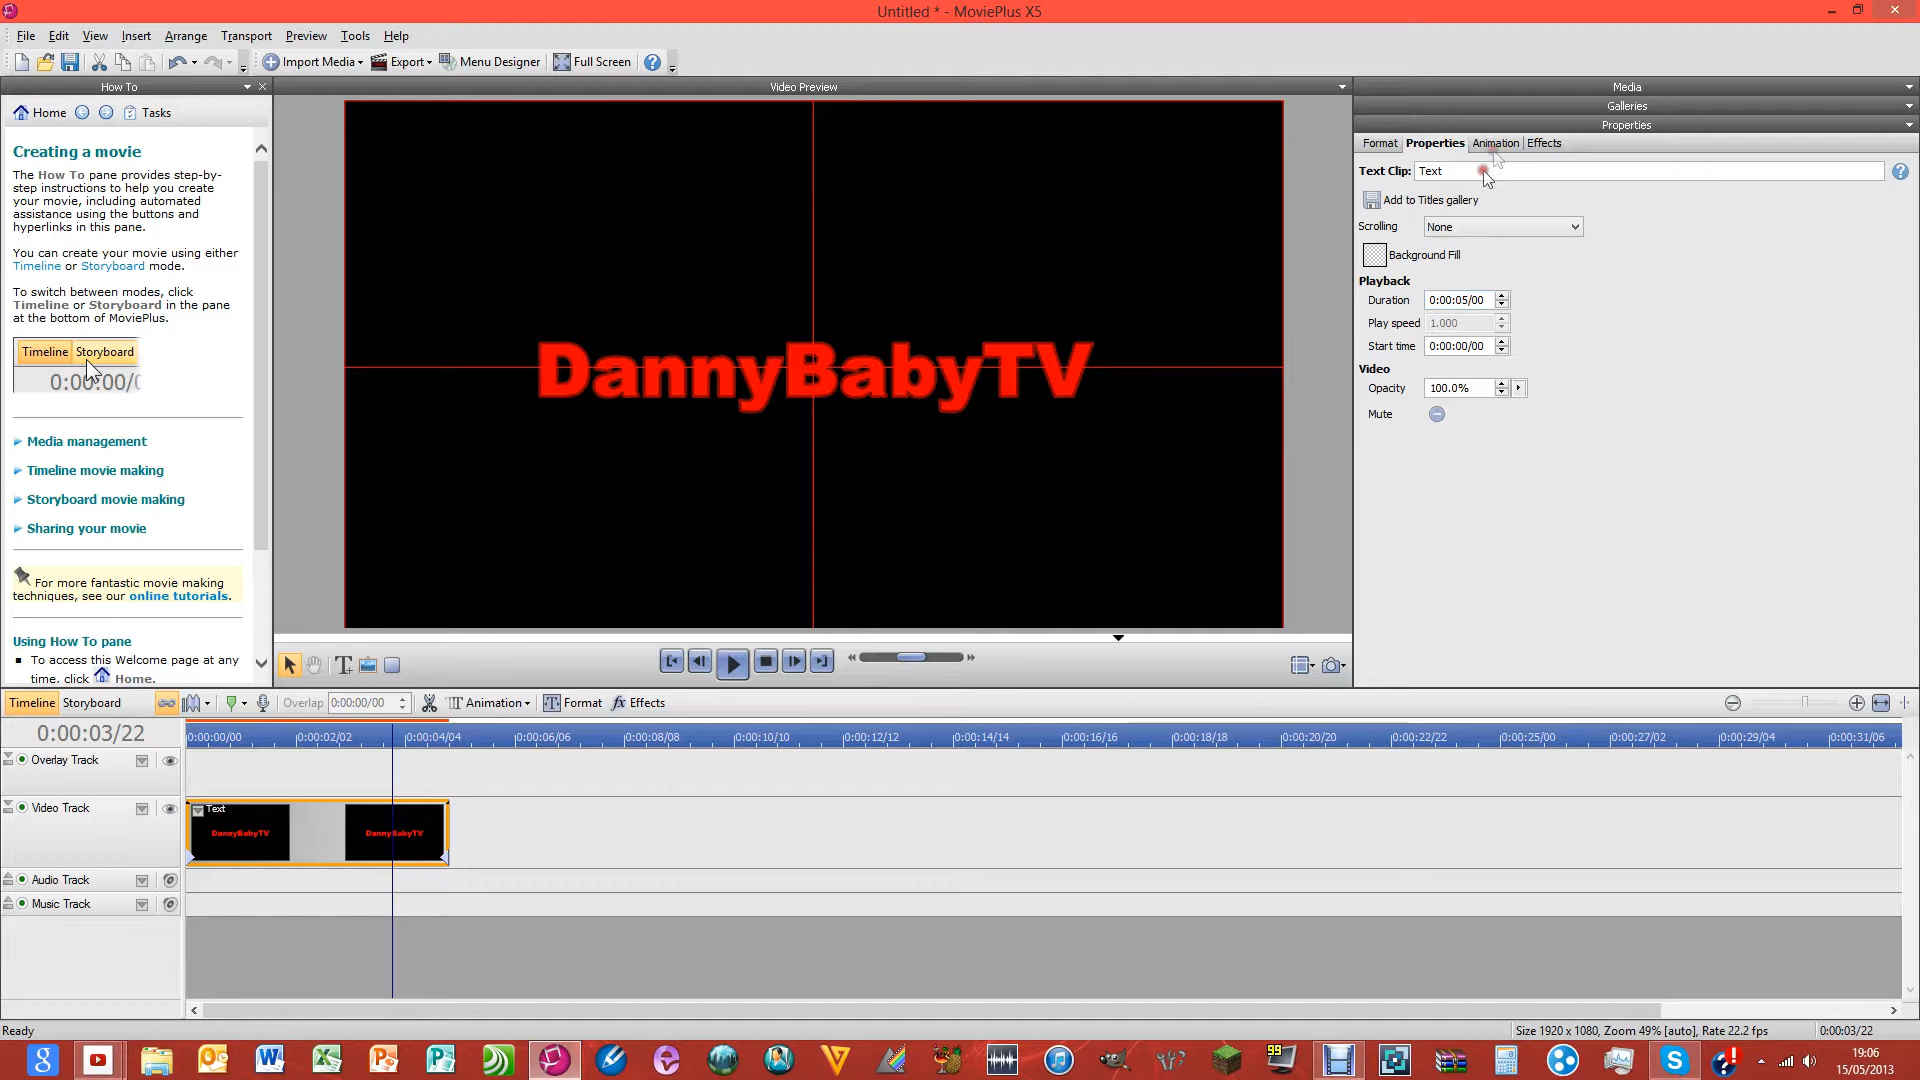 Untitled * - MoviePlus X5
File Edit View Insert Arrange Transport Preview Tools Help
Import Media Export Menu Designer Full Screen
How To
Video Preview
Media
Galleries
Properties
Home Tasks
Creating a movie
The How To pane provides step-by-
step instructions to help you create
your movie, including automated
assistance using the buttons and
hyperlinks in this pane.
You can create your movie using either
Timeline or Storyboard mode.
To switch between modes, click
Timeline or Storyboard in the pane
at the bottom of MoviePlus.
Timeline Storyboard
0:00:00/0
Media management
Timeline movie making
Storyboard movie making
Sharing your movie
For more fantastic movie making
techniques, see our online tutorials.
Using How To pane
To access this Welcome page at any
time, click Home.
DannyBabyTV
Format Properties Animation Effects
Text Clip: Text
Add to Titles gallery
Scrolling None
Background Fill
Playback
Duration 0:00:05/00
Play speed 1.000
Start time 0:00:00/00
Video
Opacity 100.0%
Mute
Timeline Storyboard Overlap 0:00:00/00 Animation Format Effects
0:00:03/22 0:00:00/00 0:00:02/02 0:00:04/04 0:00:06/06 0:00:08/08 0:00:10/10 0:00:12/12 0:00:14/14 0:00:16/16 0:00:18/18 0:00:20/20 0:00:22/22 0:00:25/00 0:00:27/02 0:00:29/04 0:00:31/06
Overlay Track
Video Track
Text
DannyBabyTV DannyBabyTV
Audio Track
Music Track
Ready
Size 1920 x 1080, Zoom 49% [auto], Rate 22.2 fps 0:00:03/22
99
19:06
15/05/2013